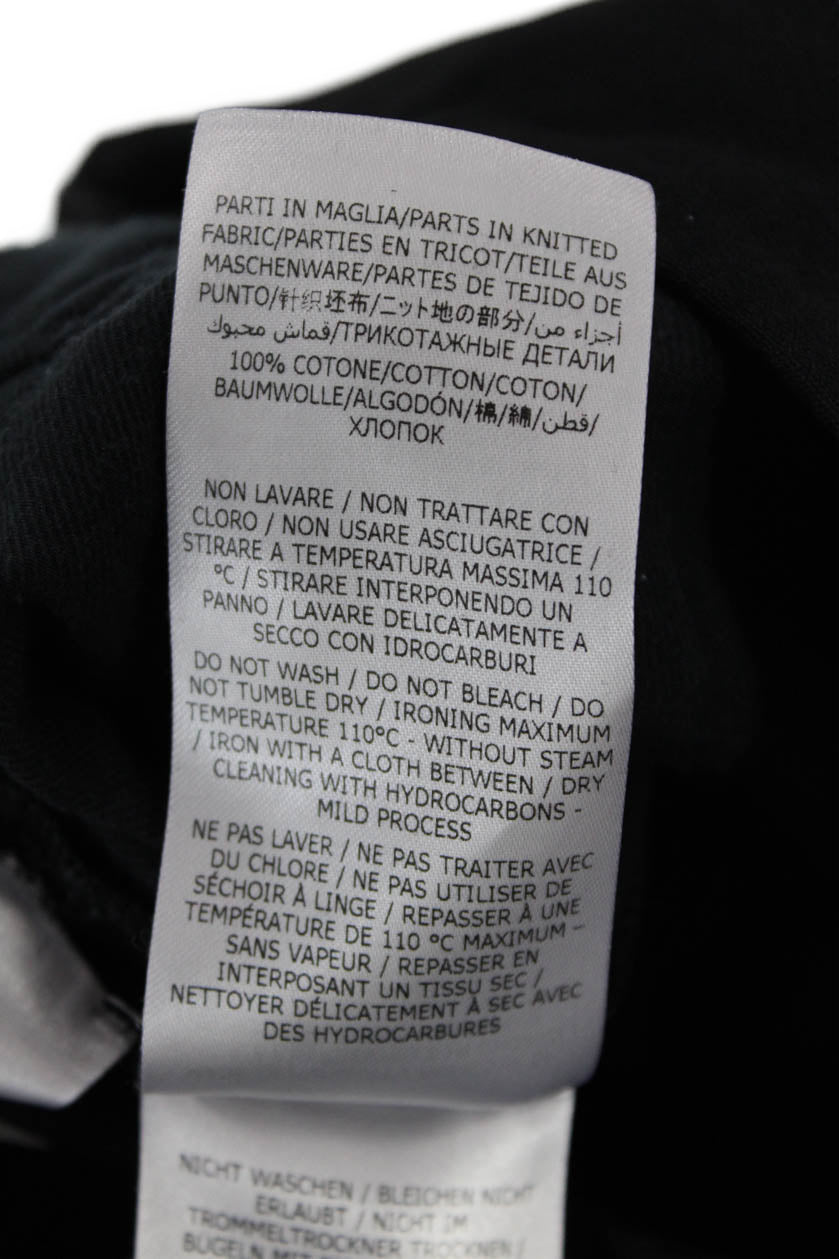 PARTI IN MAGLIA/PARTS IN KNITTED
FABRIC/PARTIES EN TRICOT/TEILE AUS
MASCHENWARE/PARTES DE TEJIDO DE
PUNTO/针织坯布/ニット地の部分/أجزاء من
قماش محبوك/ТРИКОТАЖНЫЕ ДЕТАЛИ
100% COTONE/COTTON/COTON/
BAUMWOLLE/ALGODÓN/棉/綿/قطن/
ХЛОПОК
NON LAVARE / NON TRATTARE CON
CLORO / NON USARE ASCIUGATRICE /
STIRARE A TEMPERATURA MASSIMA 110
°C / STIRARE INTERPONENDO UN
PANNO / LAVARE DELICATAMENTE A
SECCO CON IDROCARBURI
DO NOT WASH / DO NOT BLEACH / DO
NOT TUMBLE DRY / IRONING MAXIMUM
TEMPERATURE 110°C - WITHOUT STEAM
/ IRON WITH A CLOTH BETWEEN / DRY
CLEANING WITH HYDROCARBONS -
MILD PROCESS
NE PAS LAVER / NE PAS TRAITER AVEC
DU CHLORE / NE PAS UTILISER DE
SÉCHOIR À LINGE / REPASSER À UNE
TEMPÉRATURE DE 110 °C MAXIMUM -
SANS VAPEUR / REPASSER EN
INTERPOSANT UN TISSU SEC /
NETTOYER DÉLICATEMENT À SEC AVEC
DES HYDROCARBURES
NICHT WASCHEN / BLEICHEN NICHT
ERLAUBT / NICHT IM
TROMMELTROCKNER TROCKNEN /
BÜGELN MIT